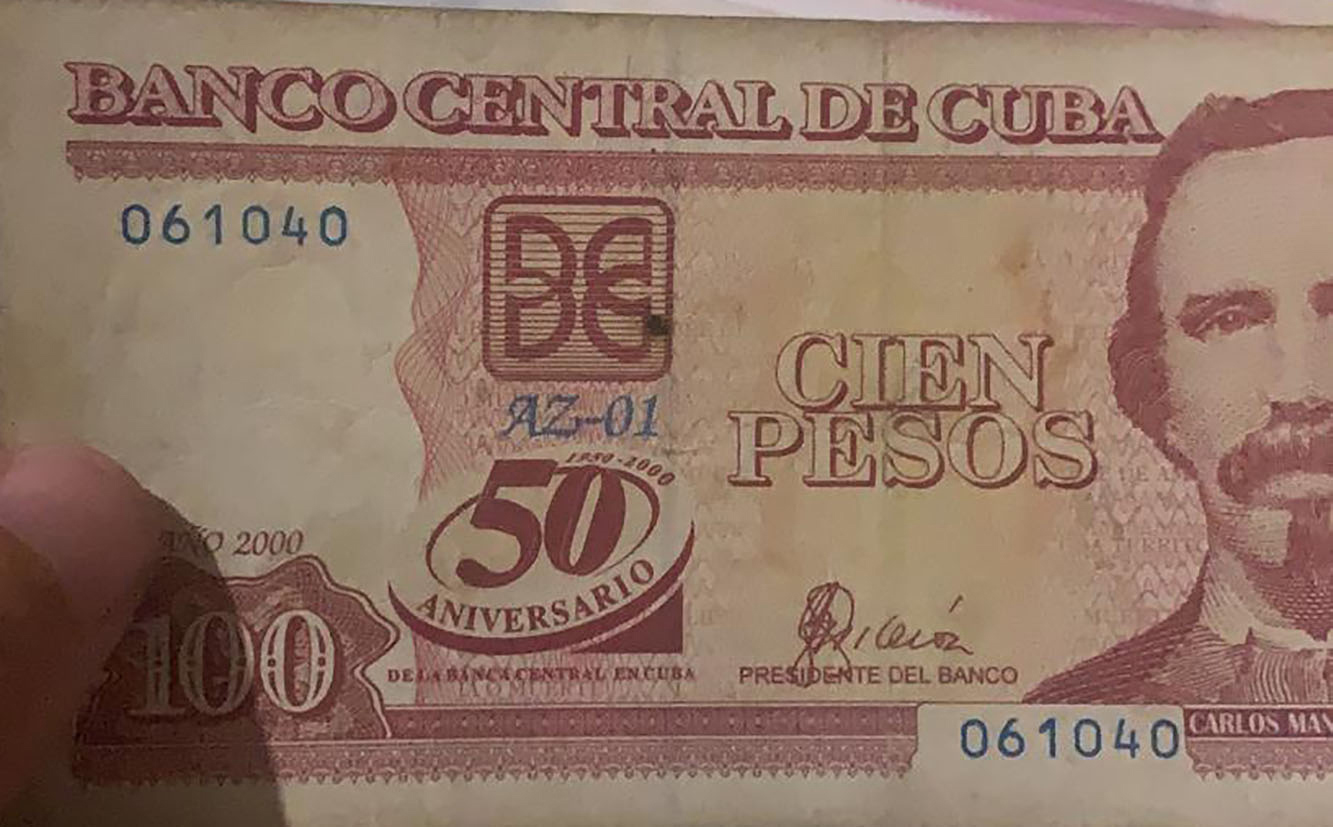 BANCO CENTRAL DE CUBA
061040
AZ-01
CIEN
PESOS
1950-2000
50
ANIVERSARIO
DE LA BANCA CENTRAL EN CUBA
AÑO 2000
100
PRESIDENTE DEL BANCO
061040
CARLOS MAN